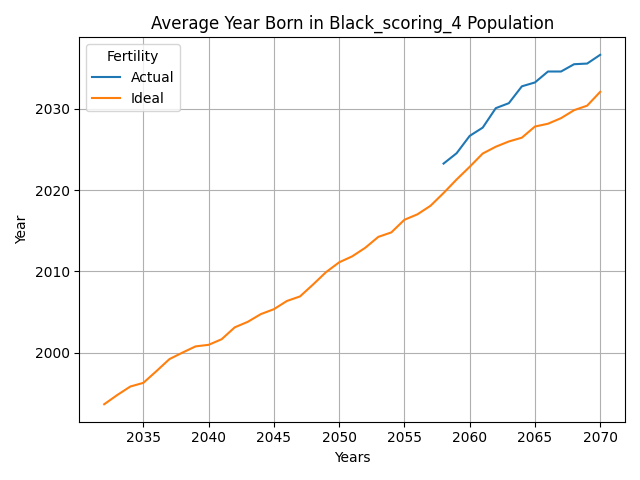 Average Year Born in Black_scoring_4 Population
Fertility
Actual
Ideal
Year
2030
2020
2010
2000
2035 2040 2045 2050 2055 2060 2065 2070
Years